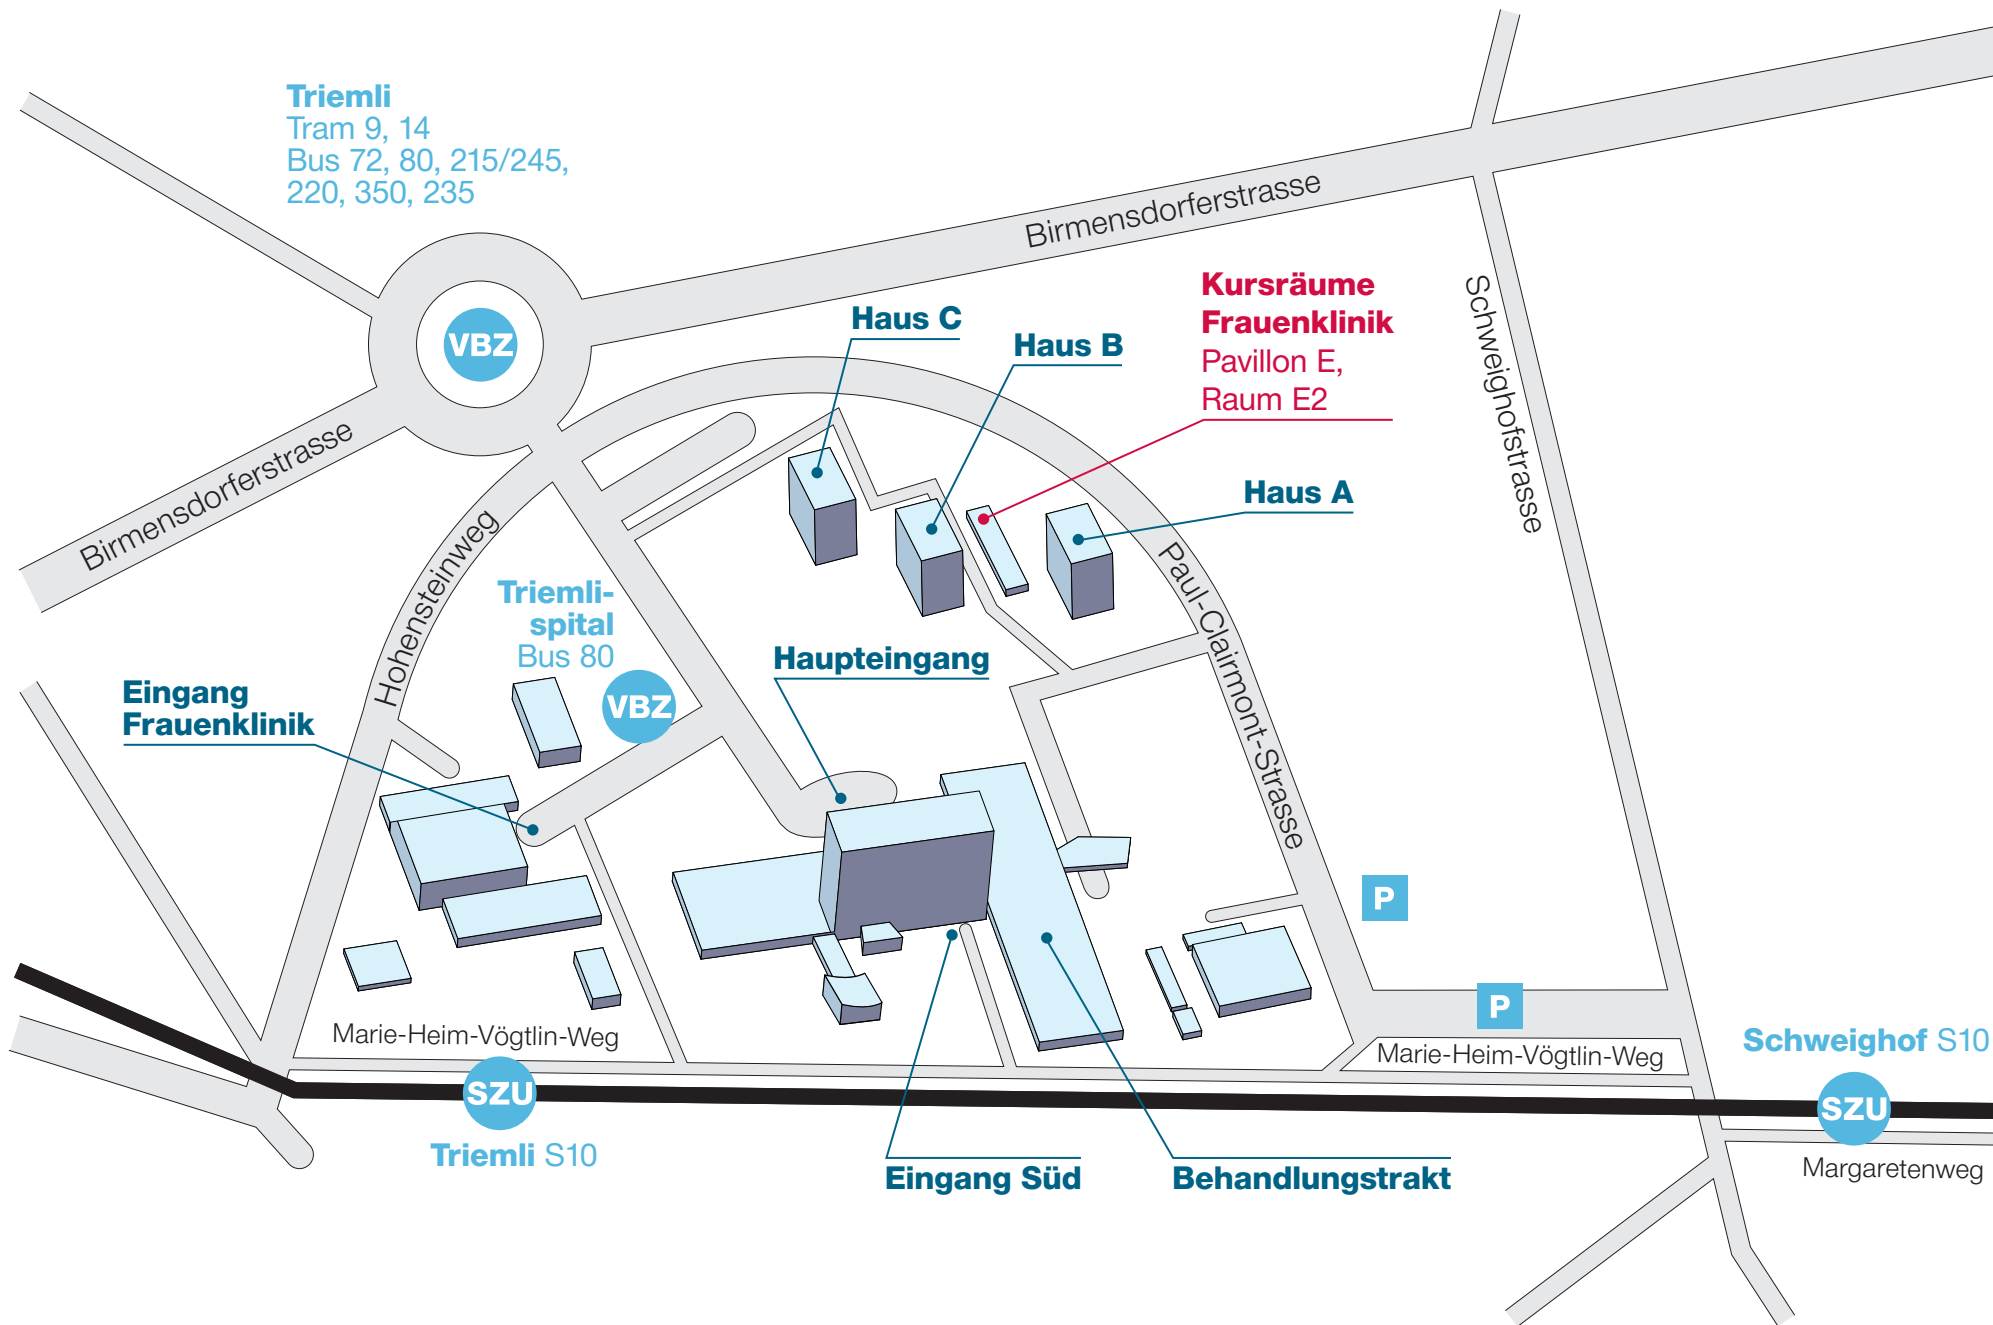 Triemli
Tram 9, 14
Bus 72, 80, 215/245,
220, 350, 235
VBZ
Birmensdorferstrasse
Birmensdorferstrasse
Schweighofstrasse
Kursräume
Frauenklinik
Pavillon E,
Raum E2
Haus C
Haus B
Haus A
Hohensteinweg
Paul-Clairmont-Strasse
Triemli-
spital
Bus 80
VBZ
Haupteingang
Eingang
Frauenklinik
P
P
Marie-Heim-Vögtlin-Weg
Marie-Heim-Vögtlin-Weg
Schweighof S10
SZU
SZU
Triemli S10
Eingang Süd
Behandlungstrakt
Margaretenweg